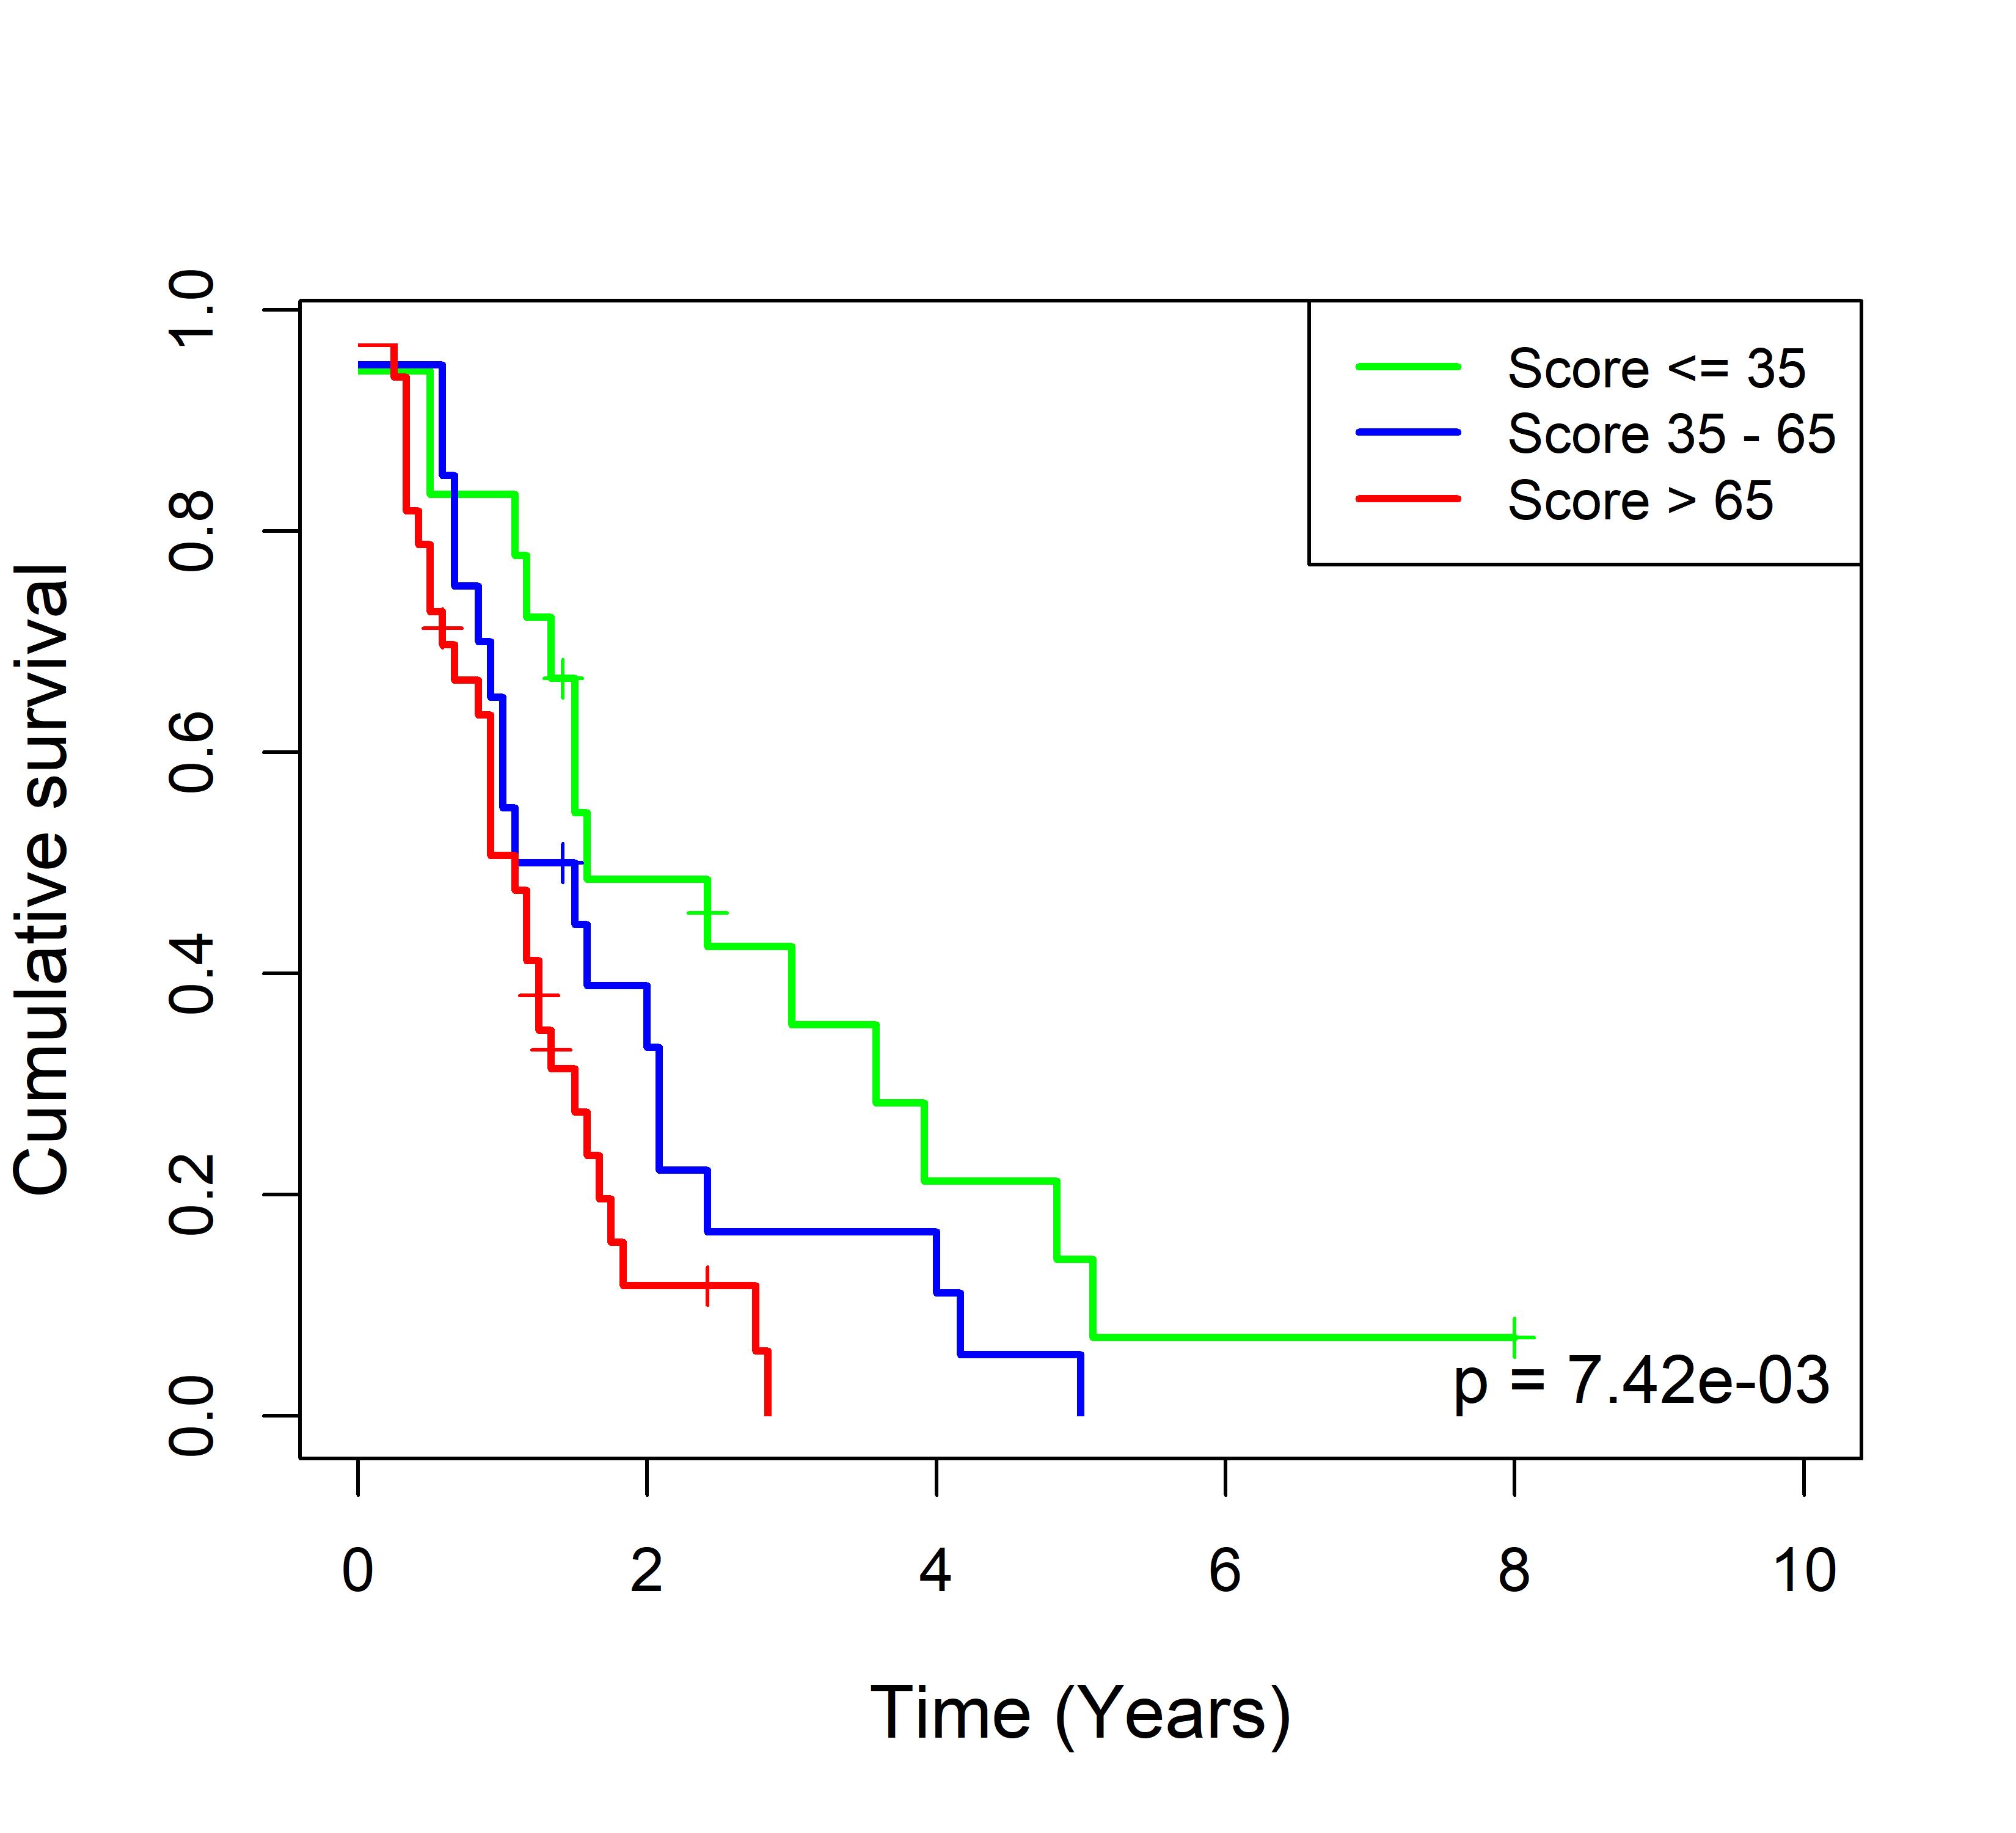 Cumulative survival
1.0
0.8
0.6
0.4
0.2
0.0
Score <= 35
Score 35 - 65
Score > 65
p = 7.42e-03
0 2 4 6 8 10
Time (Years)